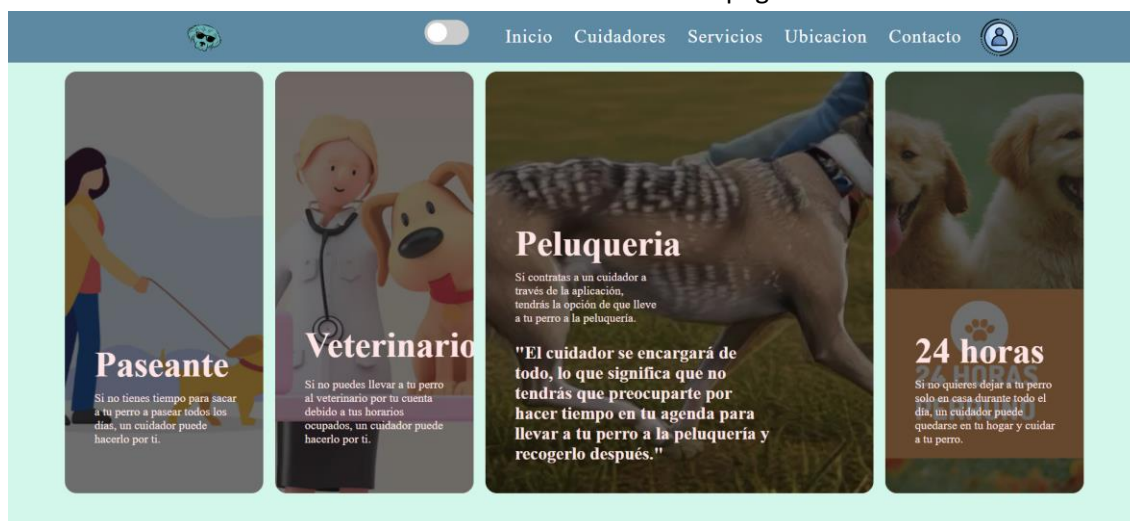 Inicio Cuidadores Servicios Ubicacion Contacto
Paseante
Si no tienes tiempo para sacar
a tu perro a pasear todos los
días, un cuidador puede
hacerlo por ti.
Veterinario
Si no puedes llevar a tu perro
al veterinario por tu cuenta
debido a tus horarios
ocupados, un cuidador puede
hacerlo por ti.
Peluqueria
Si contratas a un cuidador a
través de la aplicación,
tendrás la opción de que lleve
a tu perro a la peluquería.
"El cuidador se encargará de
todo, lo que significa que no
tendrás que preocuparte por
hacer tiempo en tu agenda para
llevar a tu perro a la peluquería y
recogerlo después."
24 horas
24 HORAS
Si no quieres dejar a tu perro
solo en casa durante todo el
día, un cuidador puede
quedarse en tu hogar y cuidar
a tu perro.